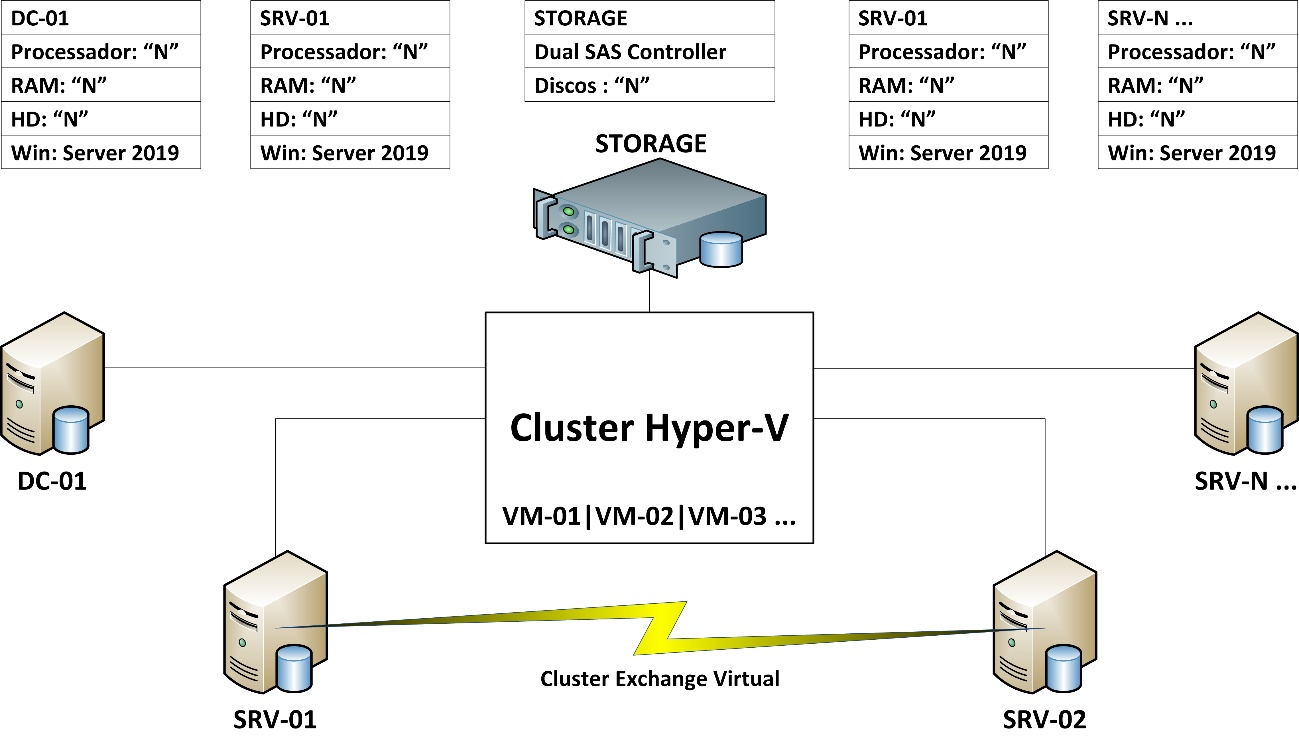 DC-01
Processador: “N”
RAM: “N”
HD: “N”
Win: Server 2019
SRV-01
Processador: “N”
RAM: “N”
HD: “N”
Win: Server 2019
STORAGE
Dual SAS Controller
Discos : “N”
SRV-01
Processador: “N”
RAM: “N”
HD: “N”
Win: Server 2019
SRV-N ...
Processador: “N”
RAM: “N”
HD: “N”
Win: Server 2019
STORAGE
Cluster Hyper-V
VM-01|VM-02|VM-03 ...
DC-01
SRV-N ...
Cluster Exchange Virtual
SRV-01
SRV-02